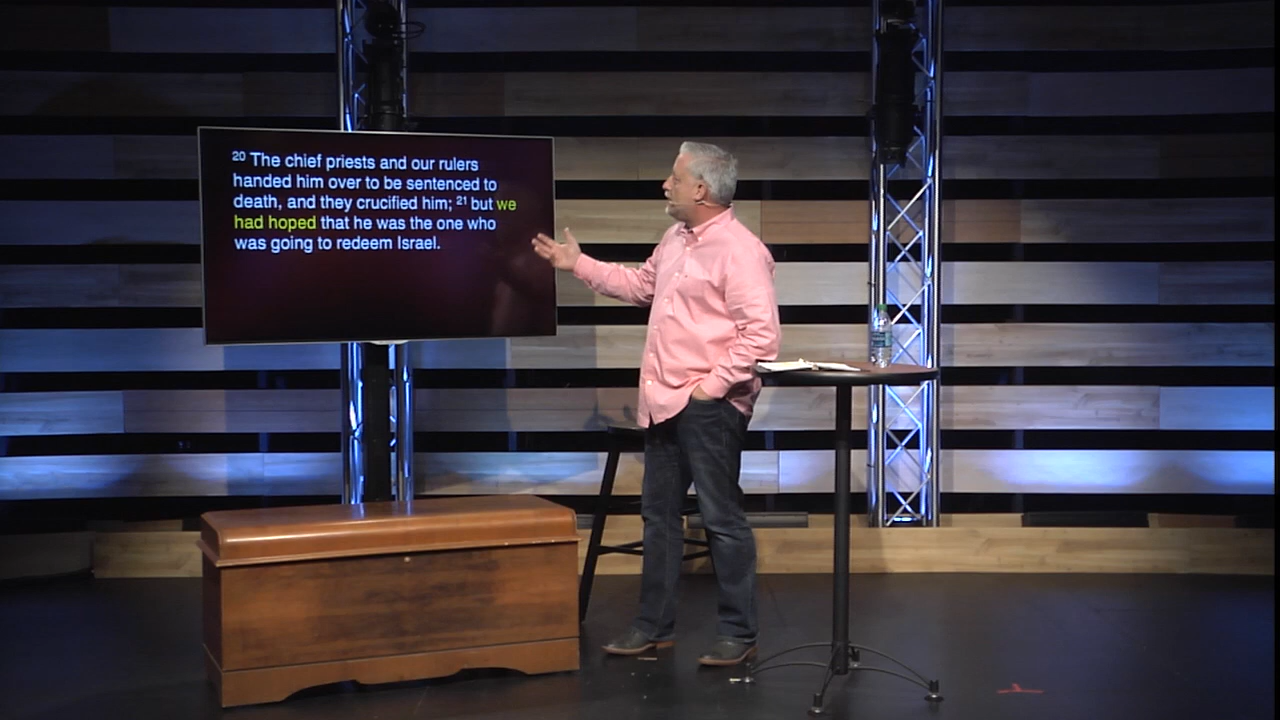 20 The chief priests and our rulers
handed him over to be sentenced to
death, and they crucified him; 21 but we
had hoped that he was the one who
was going to redeem Israel.